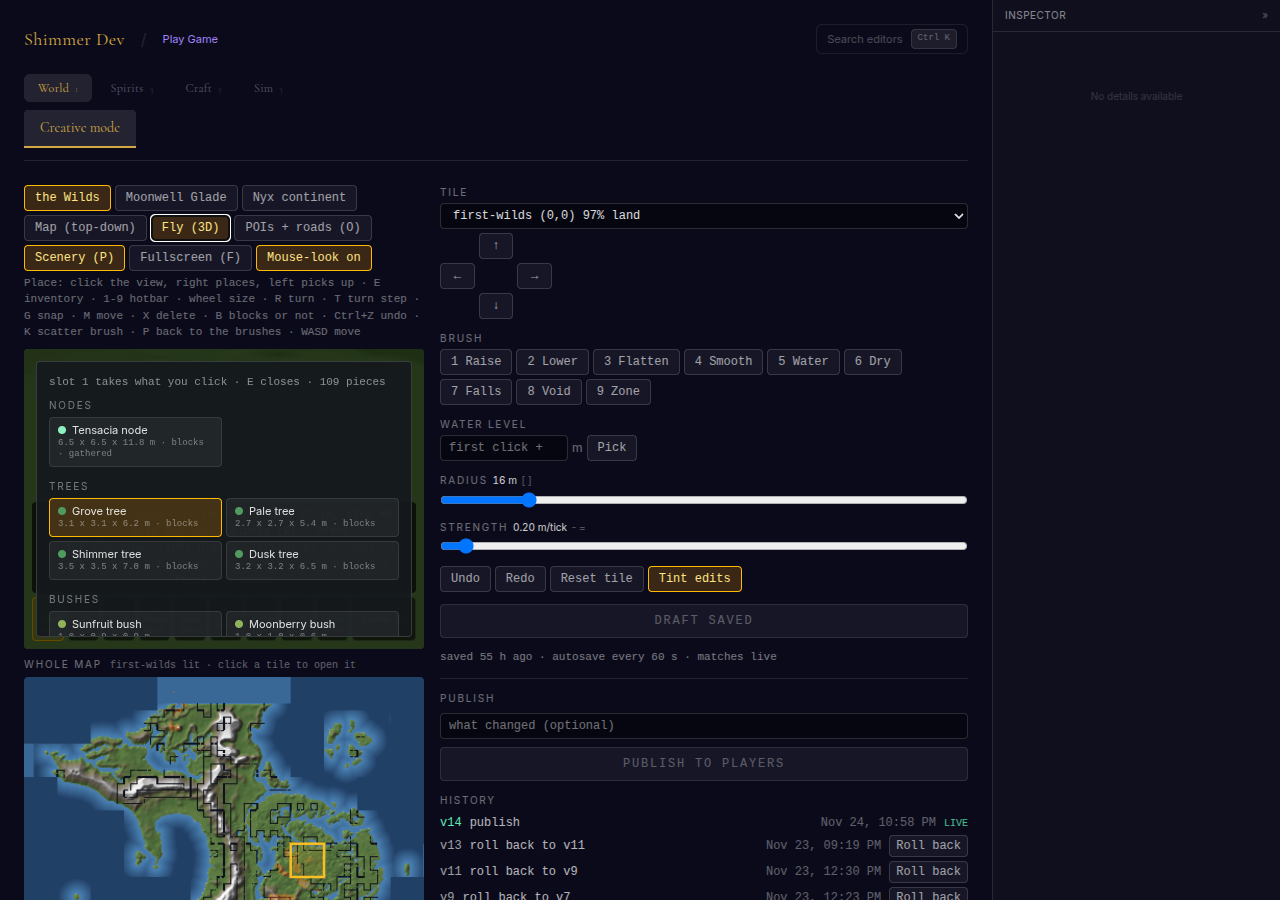 Shimmer Dev / Play Game
Search editors Ctrl K
INSPECTOR »
No details available
World Spirits Craft Sim
Creative mode
the Wilds Moonwell Glade Nyx continent
Map (top-down) Fly (3D) POIs + roads (O)
Scenery (P) Fullscreen (F) Mouse-look on
Place: click the view, right places, left picks up · E
inventory · 1-9 hotbar · wheel size · R turn · T turn step ·
G snap · M move · X delete · B blocks or not · Ctrl+Z undo ·
K scatter brush · P back to the brushes · WASD move
slot 1 takes what you click · E closes · 109 pieces
NODES
Tensacia node
6.5 x 6.5 x 11.8 m · blocks
· gathered
TREES
Grove tree
3.1 x 3.1 x 6.2 m · blocks
Pale tree
2.7 x 2.7 x 5.4 m · blocks
Shimmer tree
3.5 x 3.5 x 7.0 m · blocks
Dusk tree
3.2 x 3.2 x 6.5 m · blocks
BUSHES
Sunfruit bush
Moonberry bush
WHOLE MAP first-wilds lit · click a tile to open it
TILE
first-wilds (0,0) 97% land
↑
← →
↓
BRUSH
1 Raise 2 Lower 3 Flatten 4 Smooth 5 Water 6 Dry
7 Falls 8 Void 9 Zone
WATER LEVEL
first click + m Pick
RADIUS 16 m [ ]
STRENGTH 0.20 m/tick - =
Undo Redo Reset tile Tint edits
DRAFT SAVED
saved 55 h ago · autosave every 60 s · matches live
PUBLISH
what changed (optional)
PUBLISH TO PLAYERS
HISTORY
v14 publish Nov 24, 10:58 PM LIVE
v13 roll back to v11 Nov 23, 09:19 PM Roll back
v11 roll back to v9 Nov 23, 12:30 PM Roll back
v9 roll back to v7 Nov 23, 12:23 PM Roll back